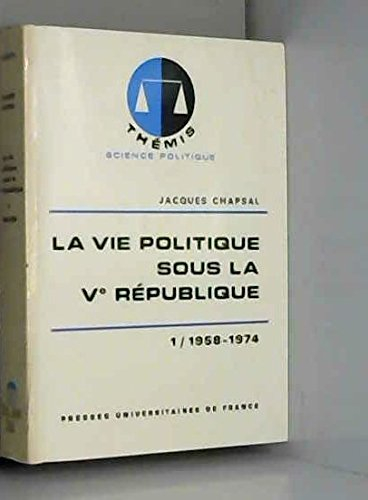 THÉMIS
SCIENCE POLITIQUE
JACQUES CHAPSAL
LA VIE POLITIQUE
SOUS LA
Ve RÉPUBLIQUE
1/1958-1974
PRESSES UNIVERSITAIRES DE FRANCE